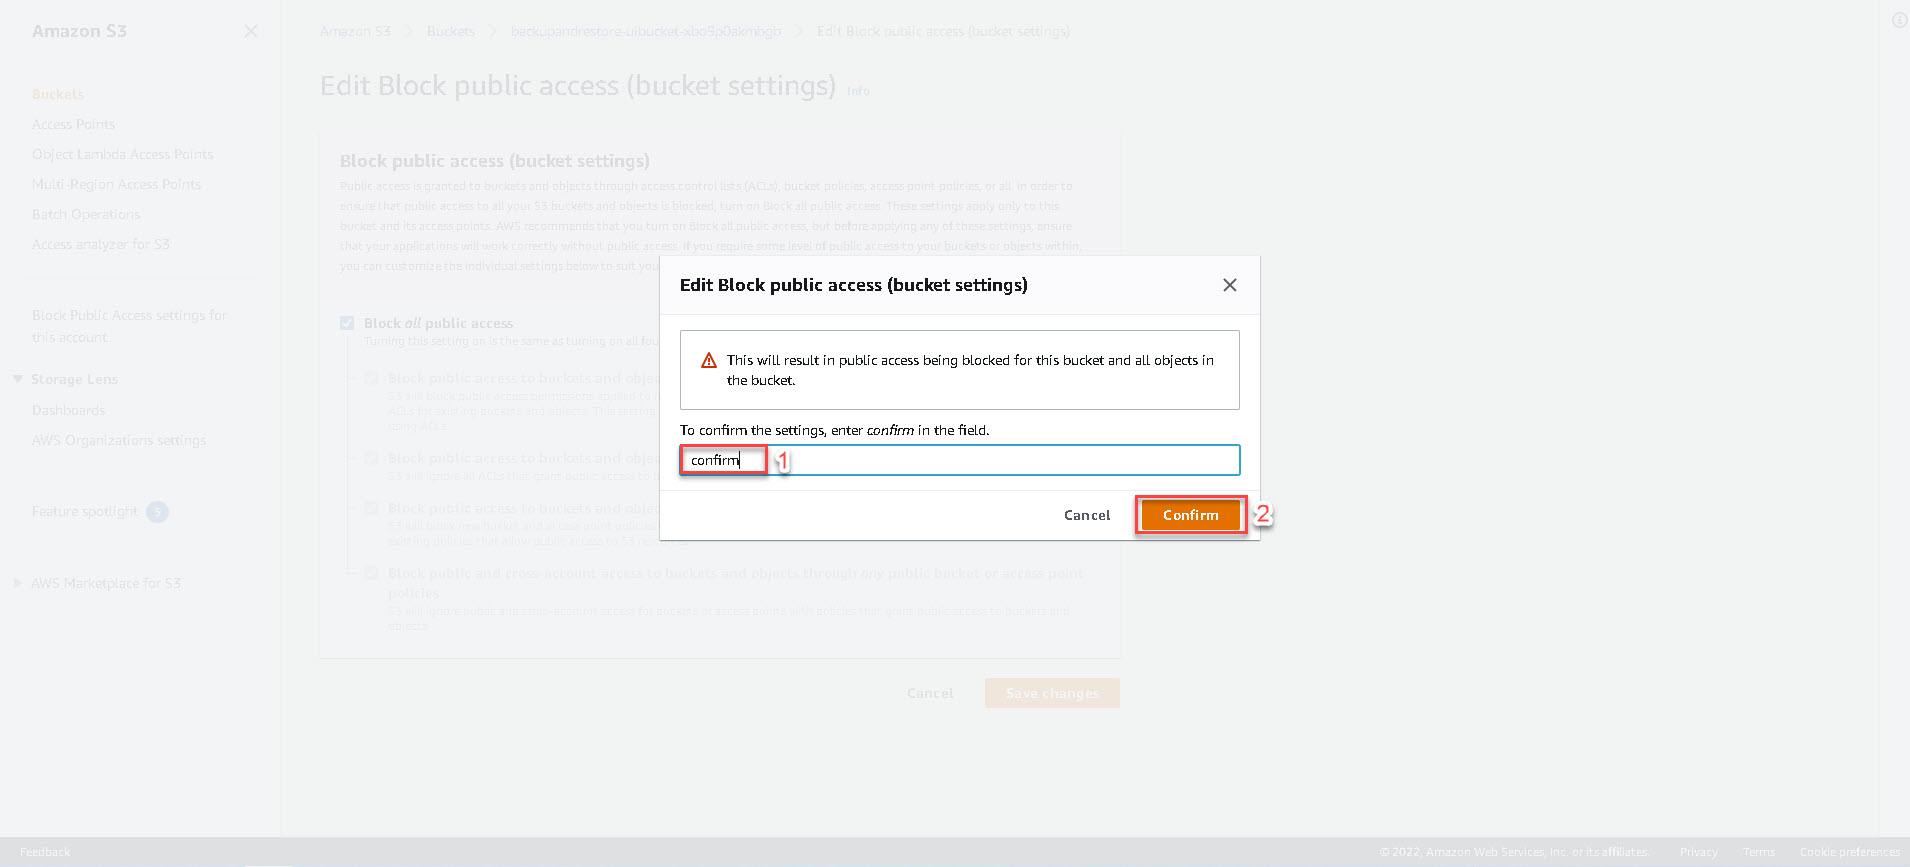 Amazon S3
Buckets
Access Points
Object Lambda Access Points
Multi-Region Access Points
Batch Operations
Access analyzer for S3
Block Public Access settings for
this account
Storage Lens
Dashboards
AWS Organizations settings
Feature spotlight 3
AWS Marketplace for S3
Amazon S3 > Buckets > backupandrestore-uibucket-xbo9p0akmbgb > Edit Block public access (bucket settings)
Edit Block public access (bucket settings) Info
Block public access (bucket settings)
Public access is granted to buckets and objects through access control lists (ACLs), bucket policies, access point policies, or all. In order to
ensure that public access to all your S3 buckets and objects is blocked, turn on Block all public access. These settings apply only to this
bucket and its access points. AWS recommends that you turn on Block all public access, but before applying any of these settings, ensure
that your applications will work correctly without public access. If you require some level of public access to your buckets or objects within,
you can customize the individual settings below to suit you
Block all public access
Turning this setting on is the same as turning on all fou
Block public access to buckets and objec
S3 will block public access permissions applied to
ACLs for existing buckets and objects. This setting
using ACLs.
Block public access to buckets and objec
S3 will ignore all ACLs that grant public access to b
Block public access to buckets and objec
S3 will block new bucket and access point policies
existing policies that allow public access to S3 resources.
Block public and cross-account access to buckets and objects through any public bucket or access point
policies
S3 will ignore public and cross-account access for buckets or access points with policies that grant public access to buckets and
objects.
Cancel
Save changes
Edit Block public access (bucket settings)
This will result in public access being blocked for this bucket and all objects in
the bucket.
To confirm the settings, enter confirm in the field.
confirm 1
Cancel
Confirm 2
Feedback
© 2022, Amazon Web Services, Inc. or its affiliates.
Privacy
Terms
Cookie preferences